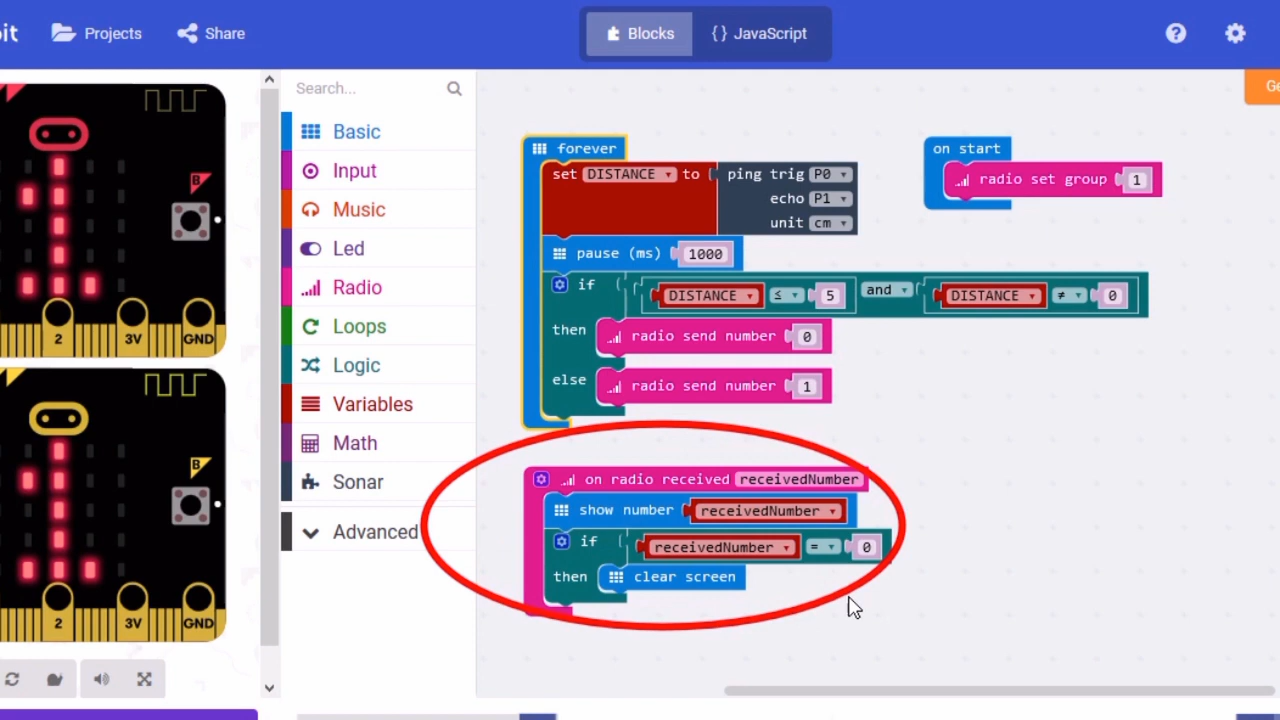 it Projects Share Blocks {} JavaScript ?
Search...
Basic
Input
Music
Led
Radio
Loops
Logic
Variables
Math
Sonar
Advanced
B
2 3V GND
B
2 3V GND
Ge
forever
set DISTANCE to ping trig P0
echo P1
unit cm
pause (ms) 1000
if DISTANCE ≤ 5 and DISTANCE ≠ 0
then radio send number 0
else radio send number 1
on start
radio set group 1
on radio received receivedNumber
show number receivedNumber
if receivedNumber = 0
then clear screen